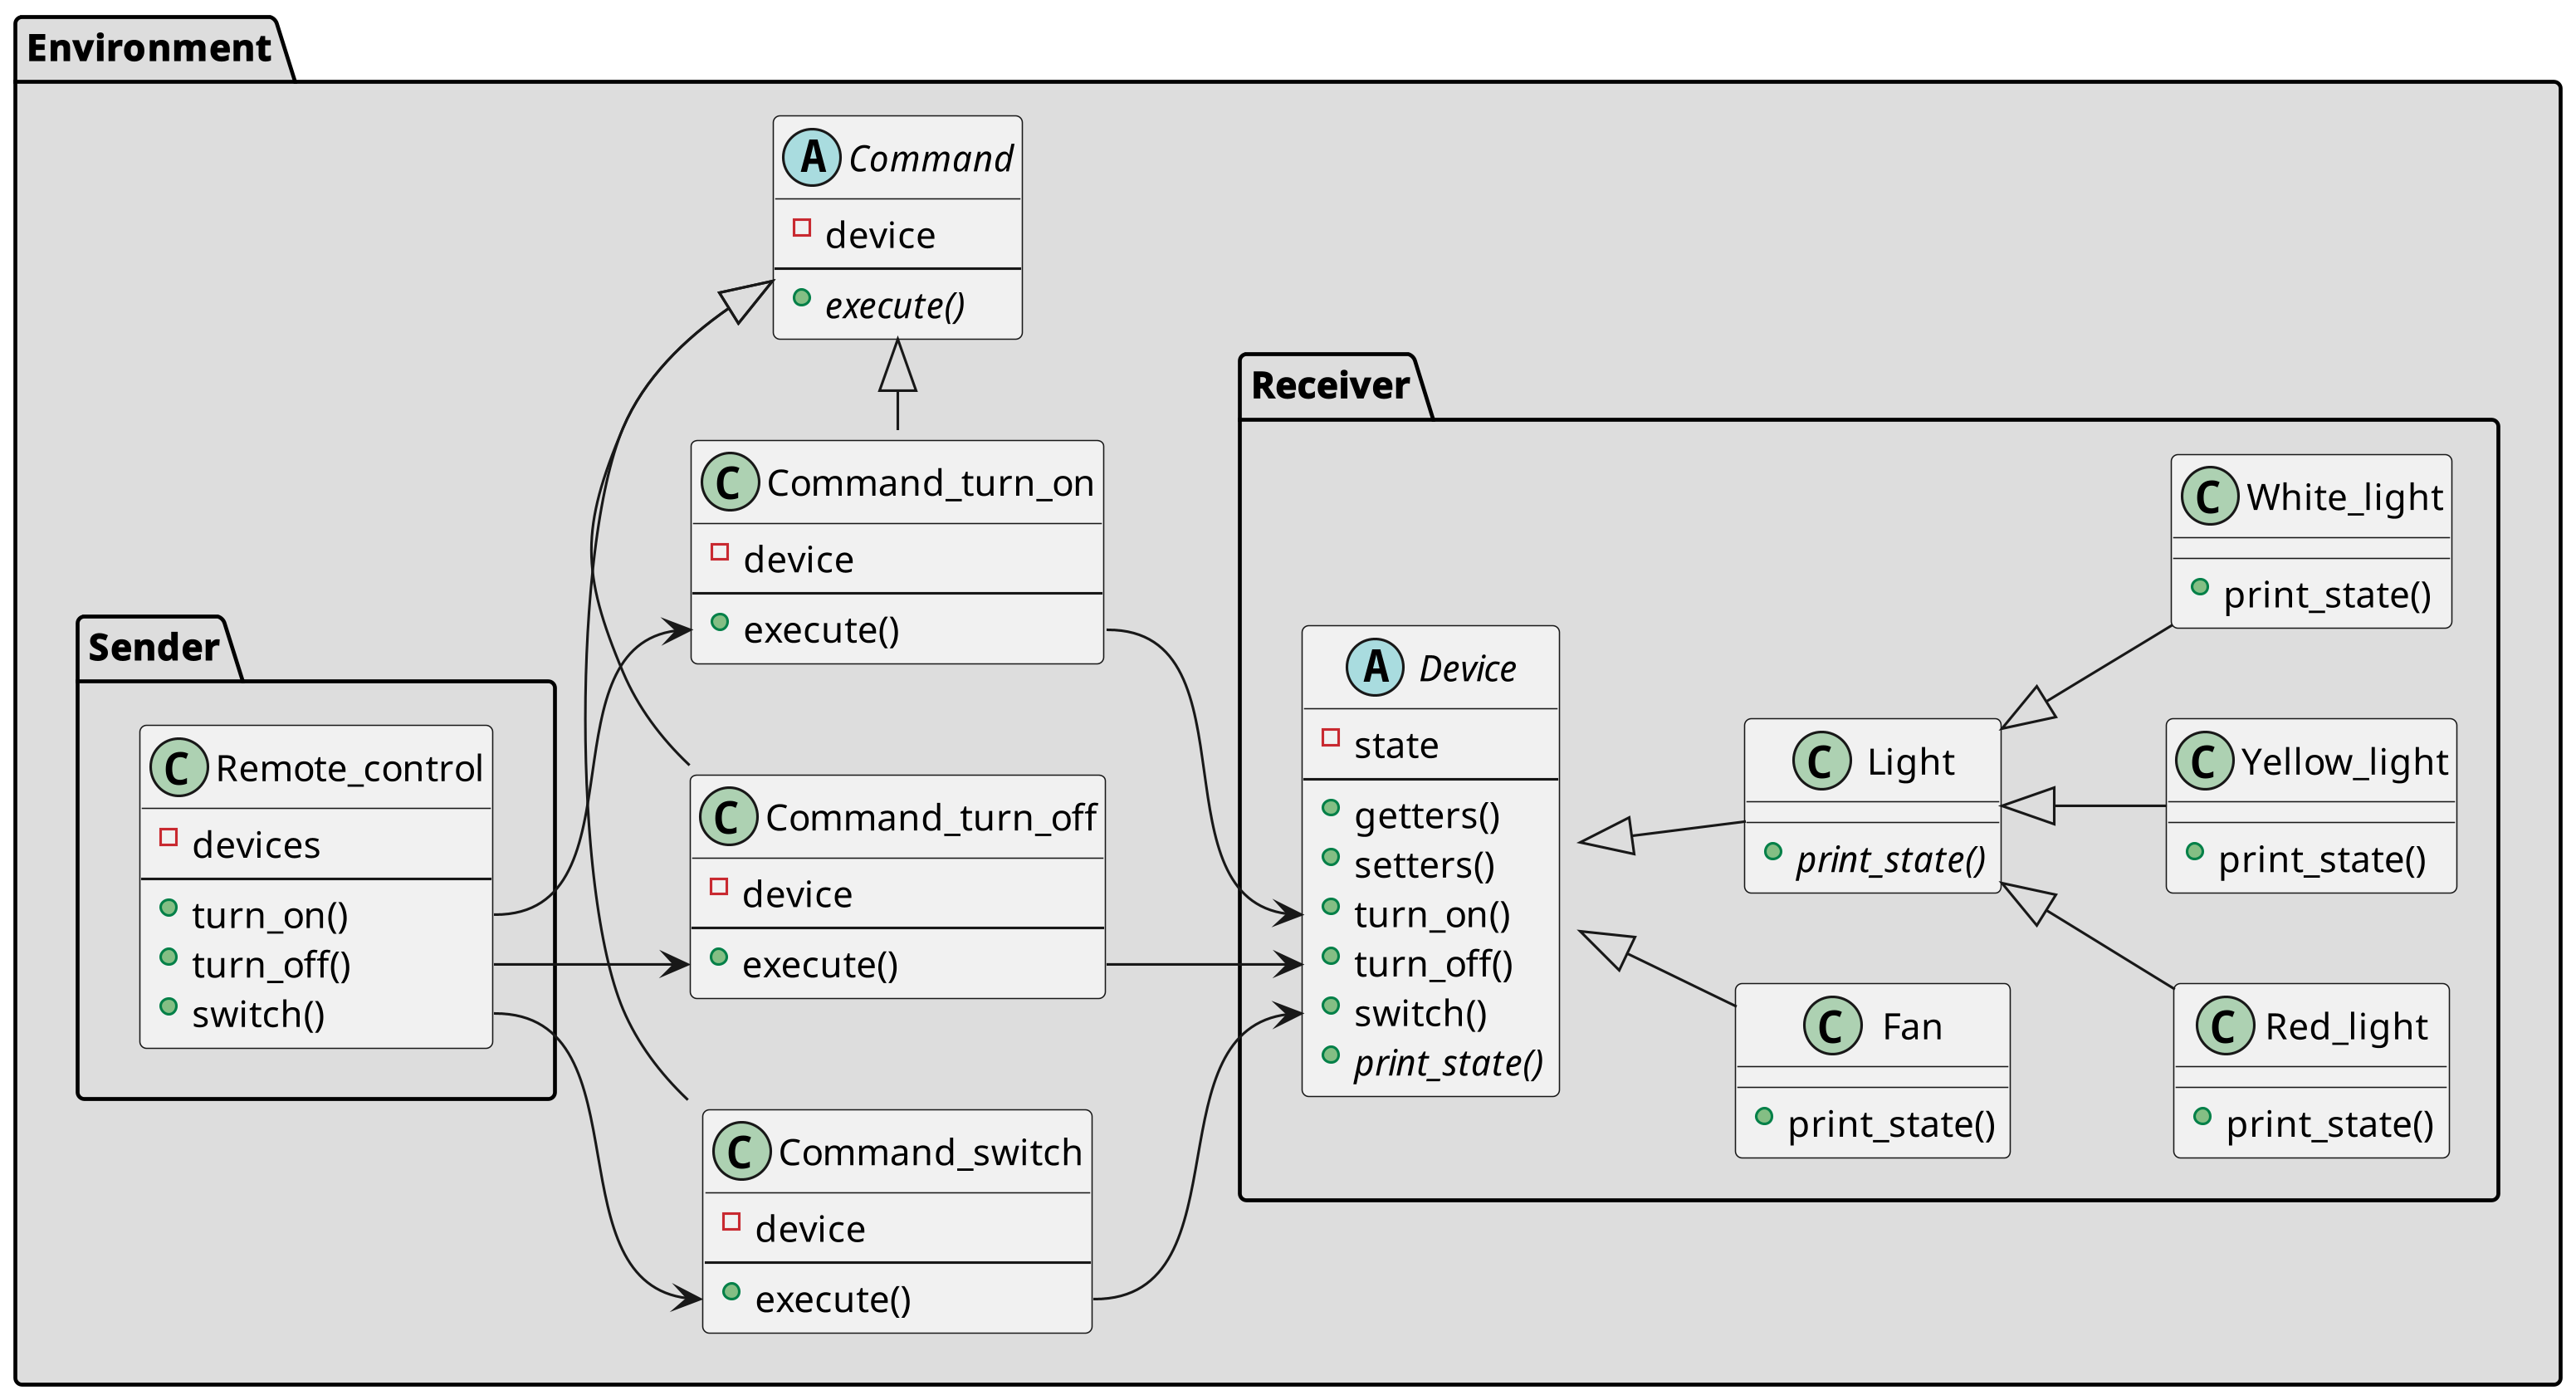 Environment
A Command
device
execute()
C Command_turn_on
device
execute()
Sender
C Remote_control
devices
turn_on()
turn_off()
switch()
C Command_turn_off
device
execute()
C Command_switch
device
execute()
Receiver
A Device
state
getters()
setters()
turn_on()
turn_off()
switch()
print_state()
C Light
print_state()
C Fan
print_state()
C White_light
print_state()
C Yellow_light
print_state()
C Red_light
print_state()